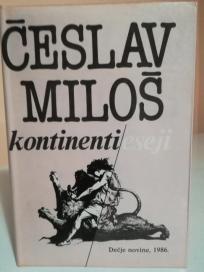 ČESLAV
MILOŠ
kontinenti/eseji
Dečje novine, 1986.